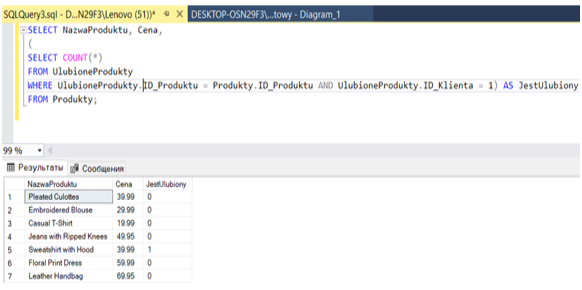 SQLQuery3.sql - D...N29F3\Lenovo (51))* DESKTOP-OSN29F3\...towy - Diagram_1
SELECT NazwaProduktu, Cena,
(
SELECT COUNT(*)
FROM UlubioneProdukty
WHERE UlubioneProdukty.ID_Produktu = Produkty.ID_Produktu AND UlubioneProdukty.ID_Klienta = 1) AS JestUlubiony
FROM Produkty;
99 %
Результаты Сообщения
NazwaProduktu Cena JestUlubiony
1 Pleated Culottes 39.99 0
2 Embroidered Blouse 29.99 0
3 Casual T-Shirt 19.99 0
4 Jeans with Ripped Knees 49.95 0
5 Sweatshirt with Hood 39.99 1
6 Floral Print Dress 59.99 0
7 Leather Handbag 69.95 0